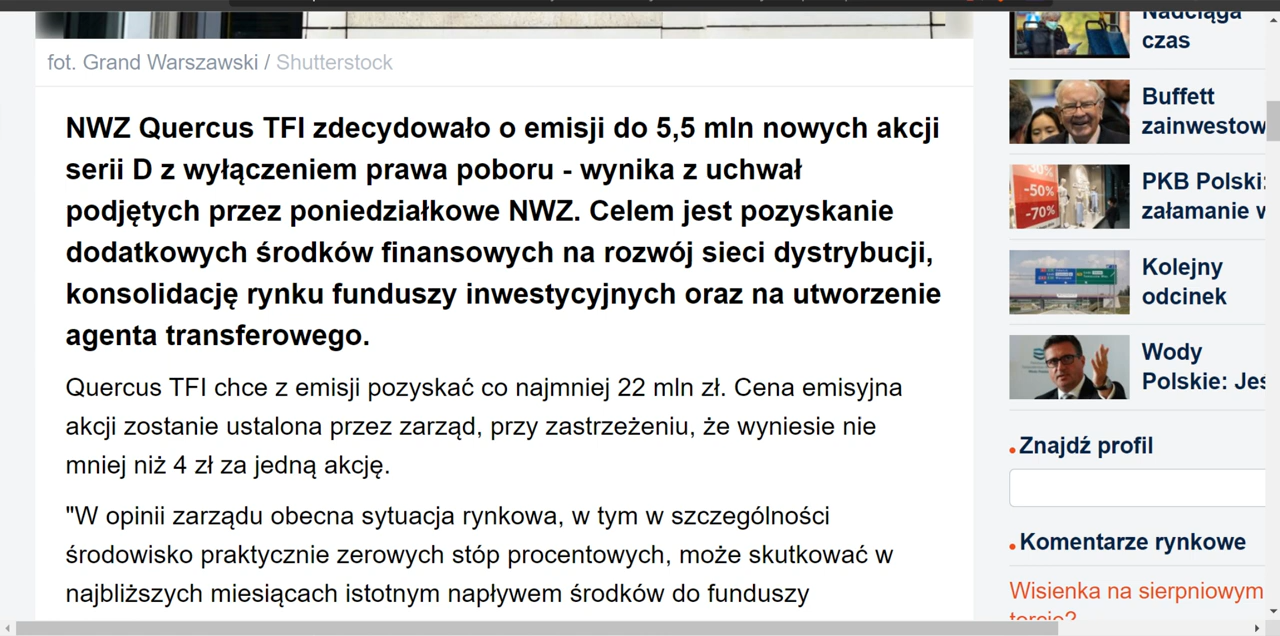 fot. Grand Warszawski / Shutterstock
NWZ Quercus TFI zdecydowało o emisji do 5,5 mln nowych akcji
serii D z wyłączeniem prawa poboru - wynika z uchwał
podjętych przez poniedziałkowe NWZ. Celem jest pozyskanie
dodatkowych środków finansowych na rozwój sieci dystrybucji,
konsolidację rynku funduszy inwestycyjnych oraz na utworzenie
agenta transferowego.
Quercus TFI chce z emisji pozyskać co najmniej 22 mln zł. Cena emisyjna
akcji zostanie ustalona przez zarząd, przy zastrzeżeniu, że wyniesie nie
mniej niż 4 zł za jedną akcję.
"W opinii zarządu obecna sytuacja rynkowa, w tym w szczególności
środowisko praktycznie zerowych stóp procentowych, może skutkować w
najbliższych miesiącach istotnym napływem środków do funduszy
Nadciąga
czas
Buffett
zainwestow
30%
-50%
-70%
PKB Polski:
załamanie w
Kolejny
odcinek
Wody
Polskie: Jes
Znajdź profil
Komentarze rynkowe
Wisienka na sierpniowym
torcie?